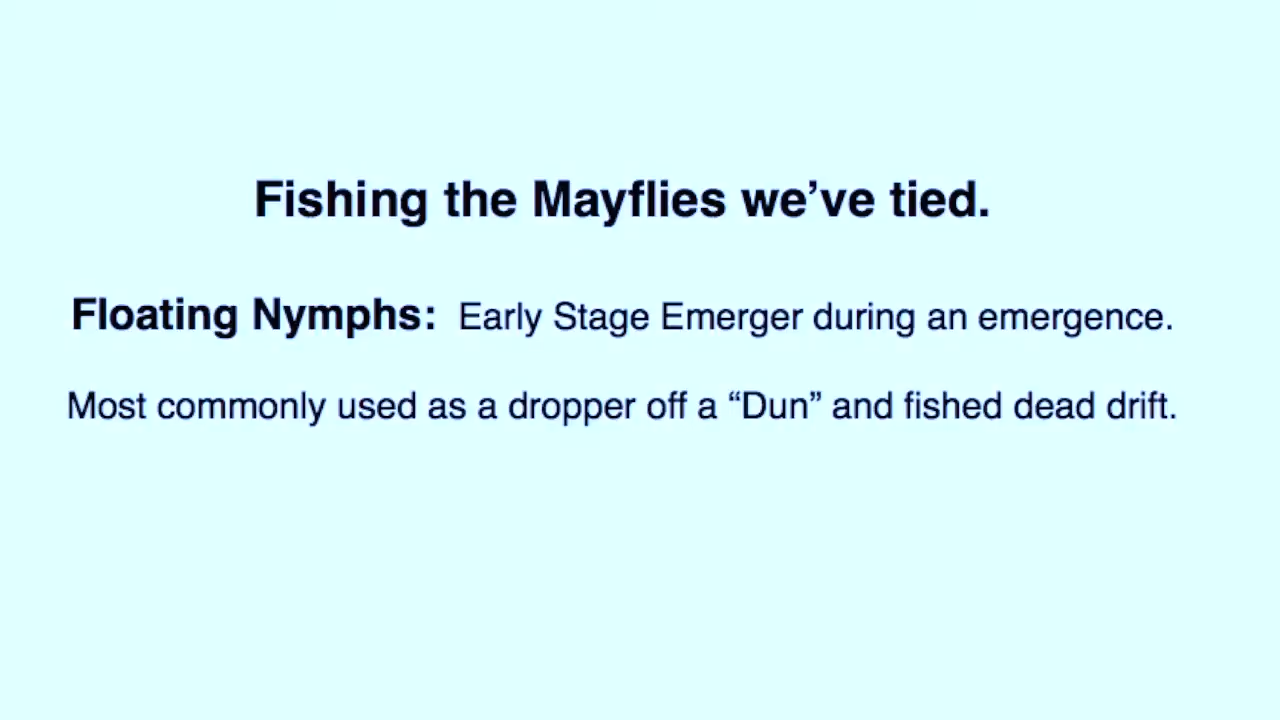 Fishing the Mayflies we’ve tied.
Floating Nymphs: Early Stage Emerger during an emergence.
Most commonly used as a dropper off a “Dun” and fished dead drift.